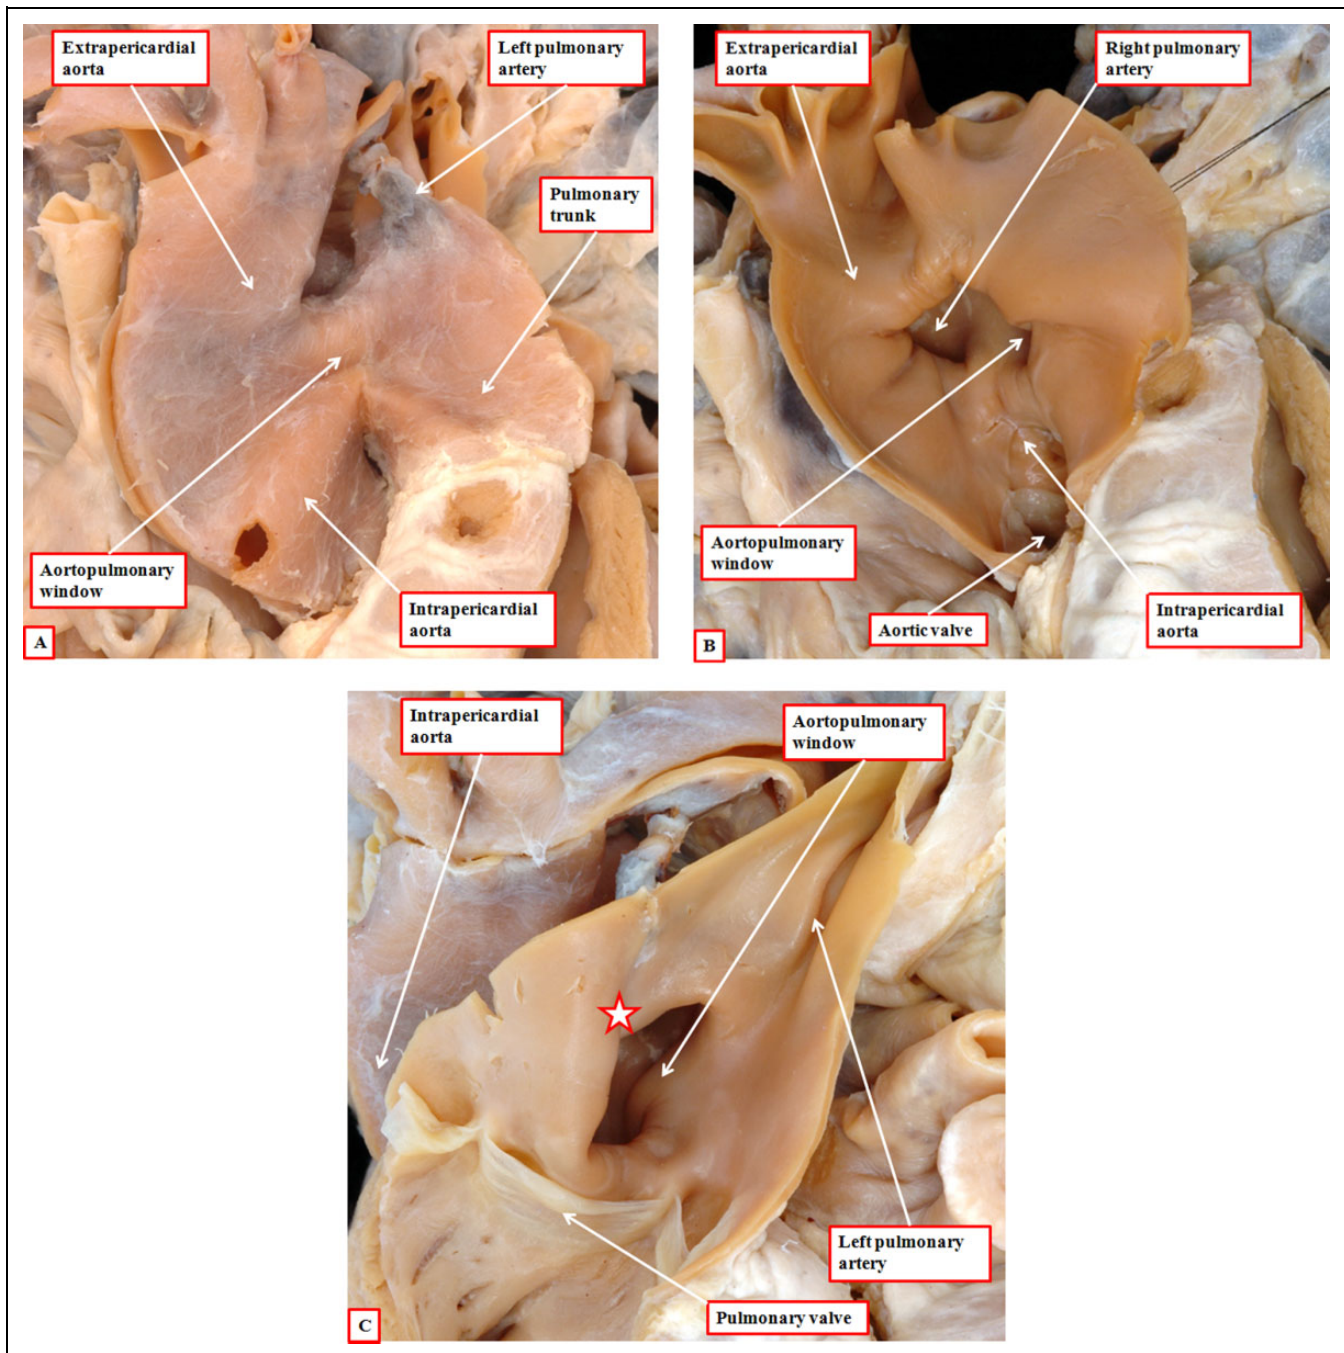 Extrapericardial
aorta
Left pulmonary
artery
Pulmonary
trunk
Aortopulmonary
window
Intrapericardial
aorta
A
Extrapericardial
aorta
Right pulmonary
artery
Aortopulmonary
window
Aortic valve
Intrapericardial
aorta
B
Intrapericardial
aorta
Aortopulmonary
window
Left pulmonary
artery
Pulmonary valve
C